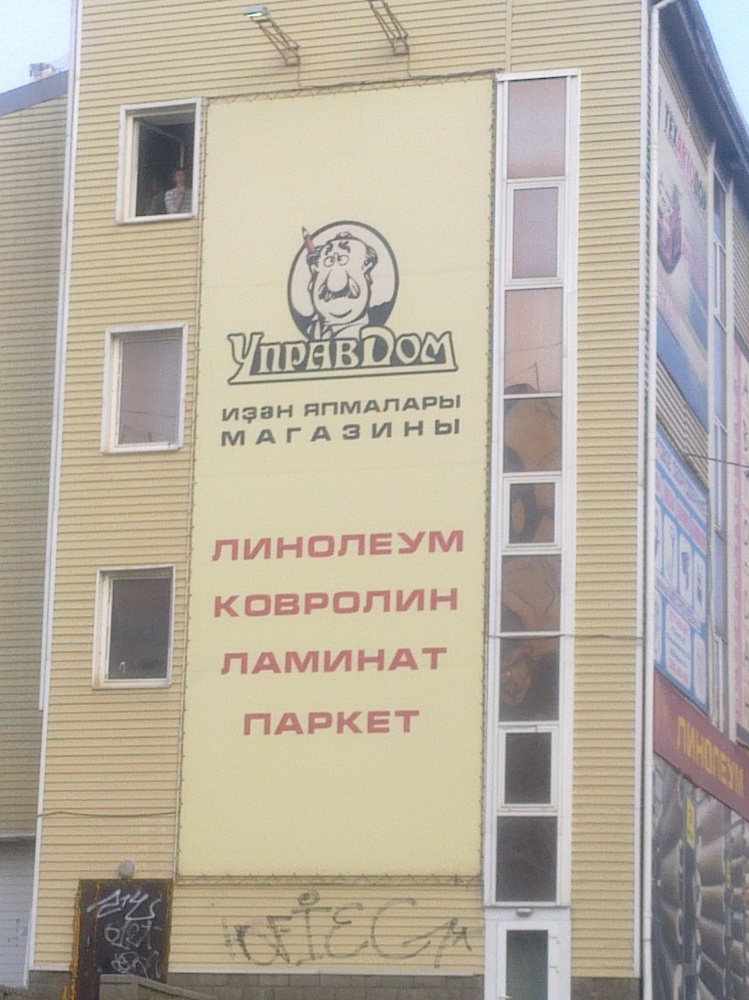 УПРАВДОМ
ИҘӘН ЯПМАЛАРЫ
МАГАЗИНЫ
ЛИНОЛЕУМ
КОВРОЛИН
ЛАМИНАТ
ПАРКЕТ
ЛИНОЛЕУМ